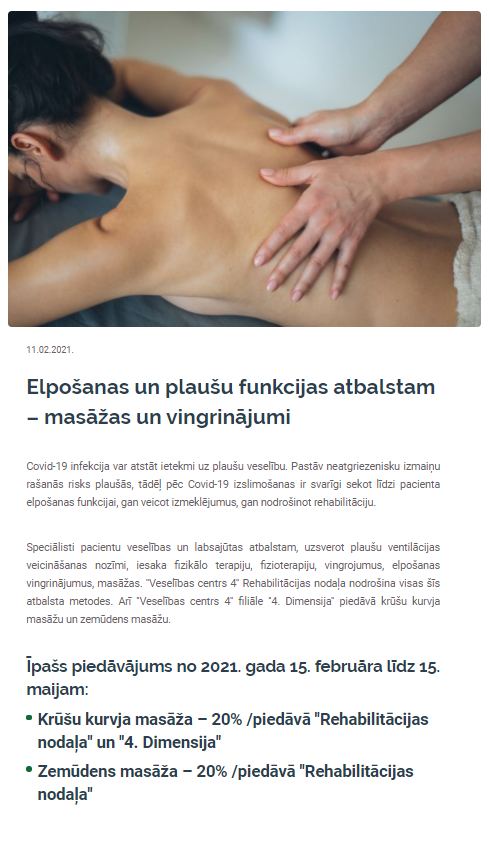 11.02.2021.
Elpošanas un plaušu funkcijas atbalstam
– masāžas un vingrinājumi
Covid-19 infekcija var atstāt ietekmi uz plaušu veselību. Pastāv neatgriezenisku izmaiņu
rašanās risks plaušās, tādēļ pēc Covid-19 izslimošanas ir svarīgi sekot līdzi pacienta
elpošanas funkcijai, gan veicot izmeklējumus, gan nodrošinot rehabilitāciju.
Speciālisti pacientu veselības un labsajūtas atbalstam, uzsverot plaušu ventilācijas
veicināšanas nozīmi, iesaka fizikālo terapiju, fizioterapiju, vingrojumus, elpošanas
vingrinājumus, masāžas. "Veselības centrs 4" Rehabilitācijas nodaļa nodrošina visas šīs
atbalsta metodes. Arī "Veselības centrs 4" filiāle "4. Dimensija" piedāvā krūšu kurvja
masāžu un zemūdens masāžu.
Īpašs piedāvājums no 2021. gada 15. februāra līdz 15.
maijam:
• Krūšu kurvja masāža – 20% /piedāvā "Rehabilitācijas
nodaļa" un "4. Dimensija"
• Zemūdens masāža – 20% /piedāvā "Rehabilitācijas
nodaļa"